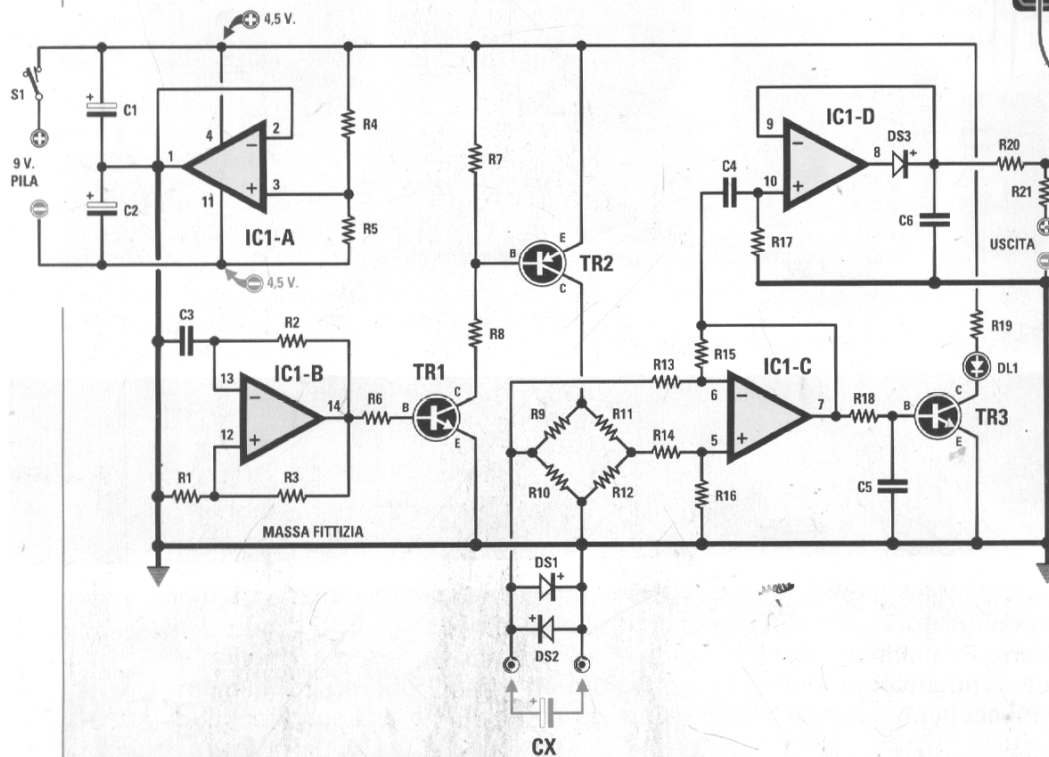 4,5 V.
S1
C1
4
2
R4
IC1-D
9
DS3
+
1
R7
8
R20
9 V.
PILA
C4
10
R21
3
C2
11
R5
C6
IC1-A
R17
USCITA
E
B
TR2
C
4,5 V.
C3
R2
R8
R19
R15
IC1-C
DL1
13
IC1-B
TR1
R13
6
C
14
R6
C
7
R18
B
B
TR3
R9
R11
12
E
R14
5
E
R1
R3
R10
R12
R16
C5
MASSA FITTIZIA
DS1
+
+
DS2
+
CX